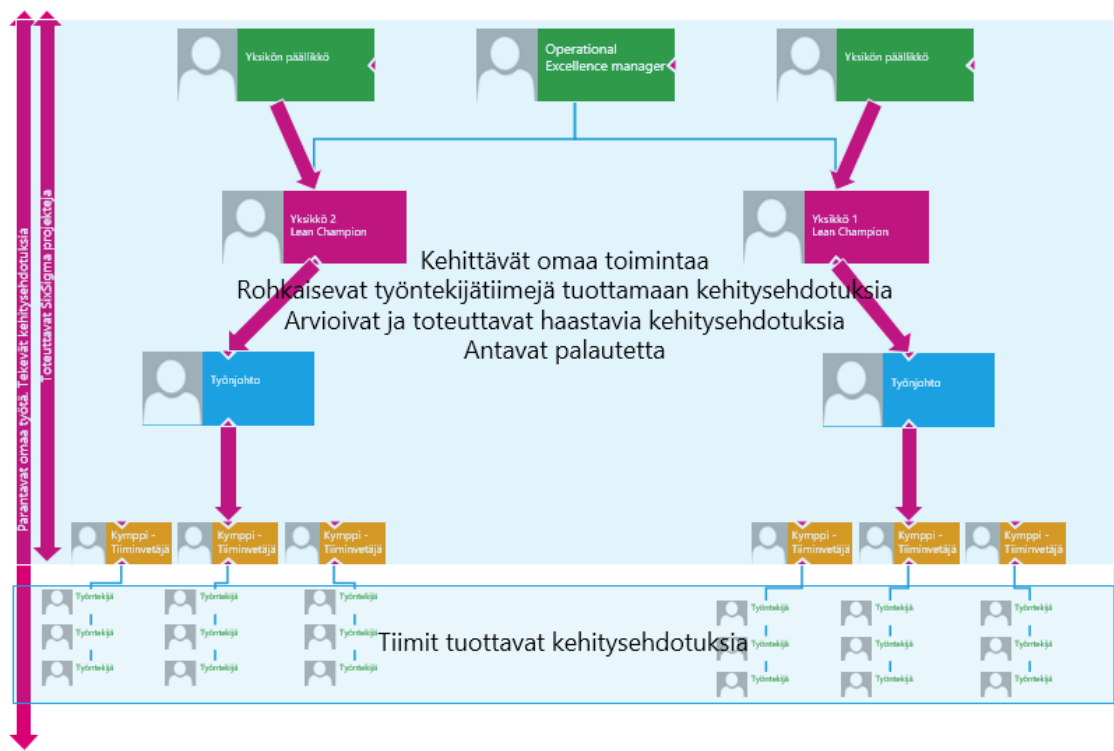 Yksikön päällikkö
Operational
Excellence manager
Yksikön päällikkö
Parantavat omaa työtä. Tekevät kehitysehdotuksia
Toteuttavat SixSigma projekteja
Yksikkö 2
Lean Champion
Yksikkö 1
Lean Champion
Kehittävät omaa toimintaa
Rohkaisevat työntekijätiimejä tuottamaan kehitysehdotuksia
Arvioivat ja toteuttavat haastavia kehitysehdotuksia
Antavat palautetta
Työnjohto
Työnjohto
Kymppi -
Tiiminvetäjä
Kymppi -
Tiiminvetäjä
Kymppi -
Tiiminvetäjä
Kymppi -
Tiiminvetäjä
Kymppi -
Tiiminvetäjä
Kymppi -
Tiiminvetäjä
Työntekijä
Työntekijä
Työntekijä
Työntekijä
Työntekijä
Työntekijä
Työntekijä
Työntekijä
Työntekijä
Tiimit tuottavat kehitysehdotuksia
Työntekijä
Työntekijä
Työntekijä
Työntekijä
Työntekijä
Työntekijä
Työntekijä
Työntekijä
Työntekijä